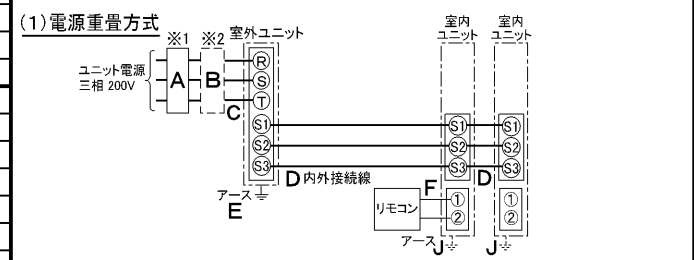 (1)電源重畳方式
※1 ※2 室外ユニット 室内ユニット 室内ユニット
ユニット電源
三相 200V
A B C
R
S
T
S1 S1 S1
S2 S2 S2
S3 S3 S3
D 内外接続線 D
アース
E
F
リモコン
① ①
② ②
アース J J